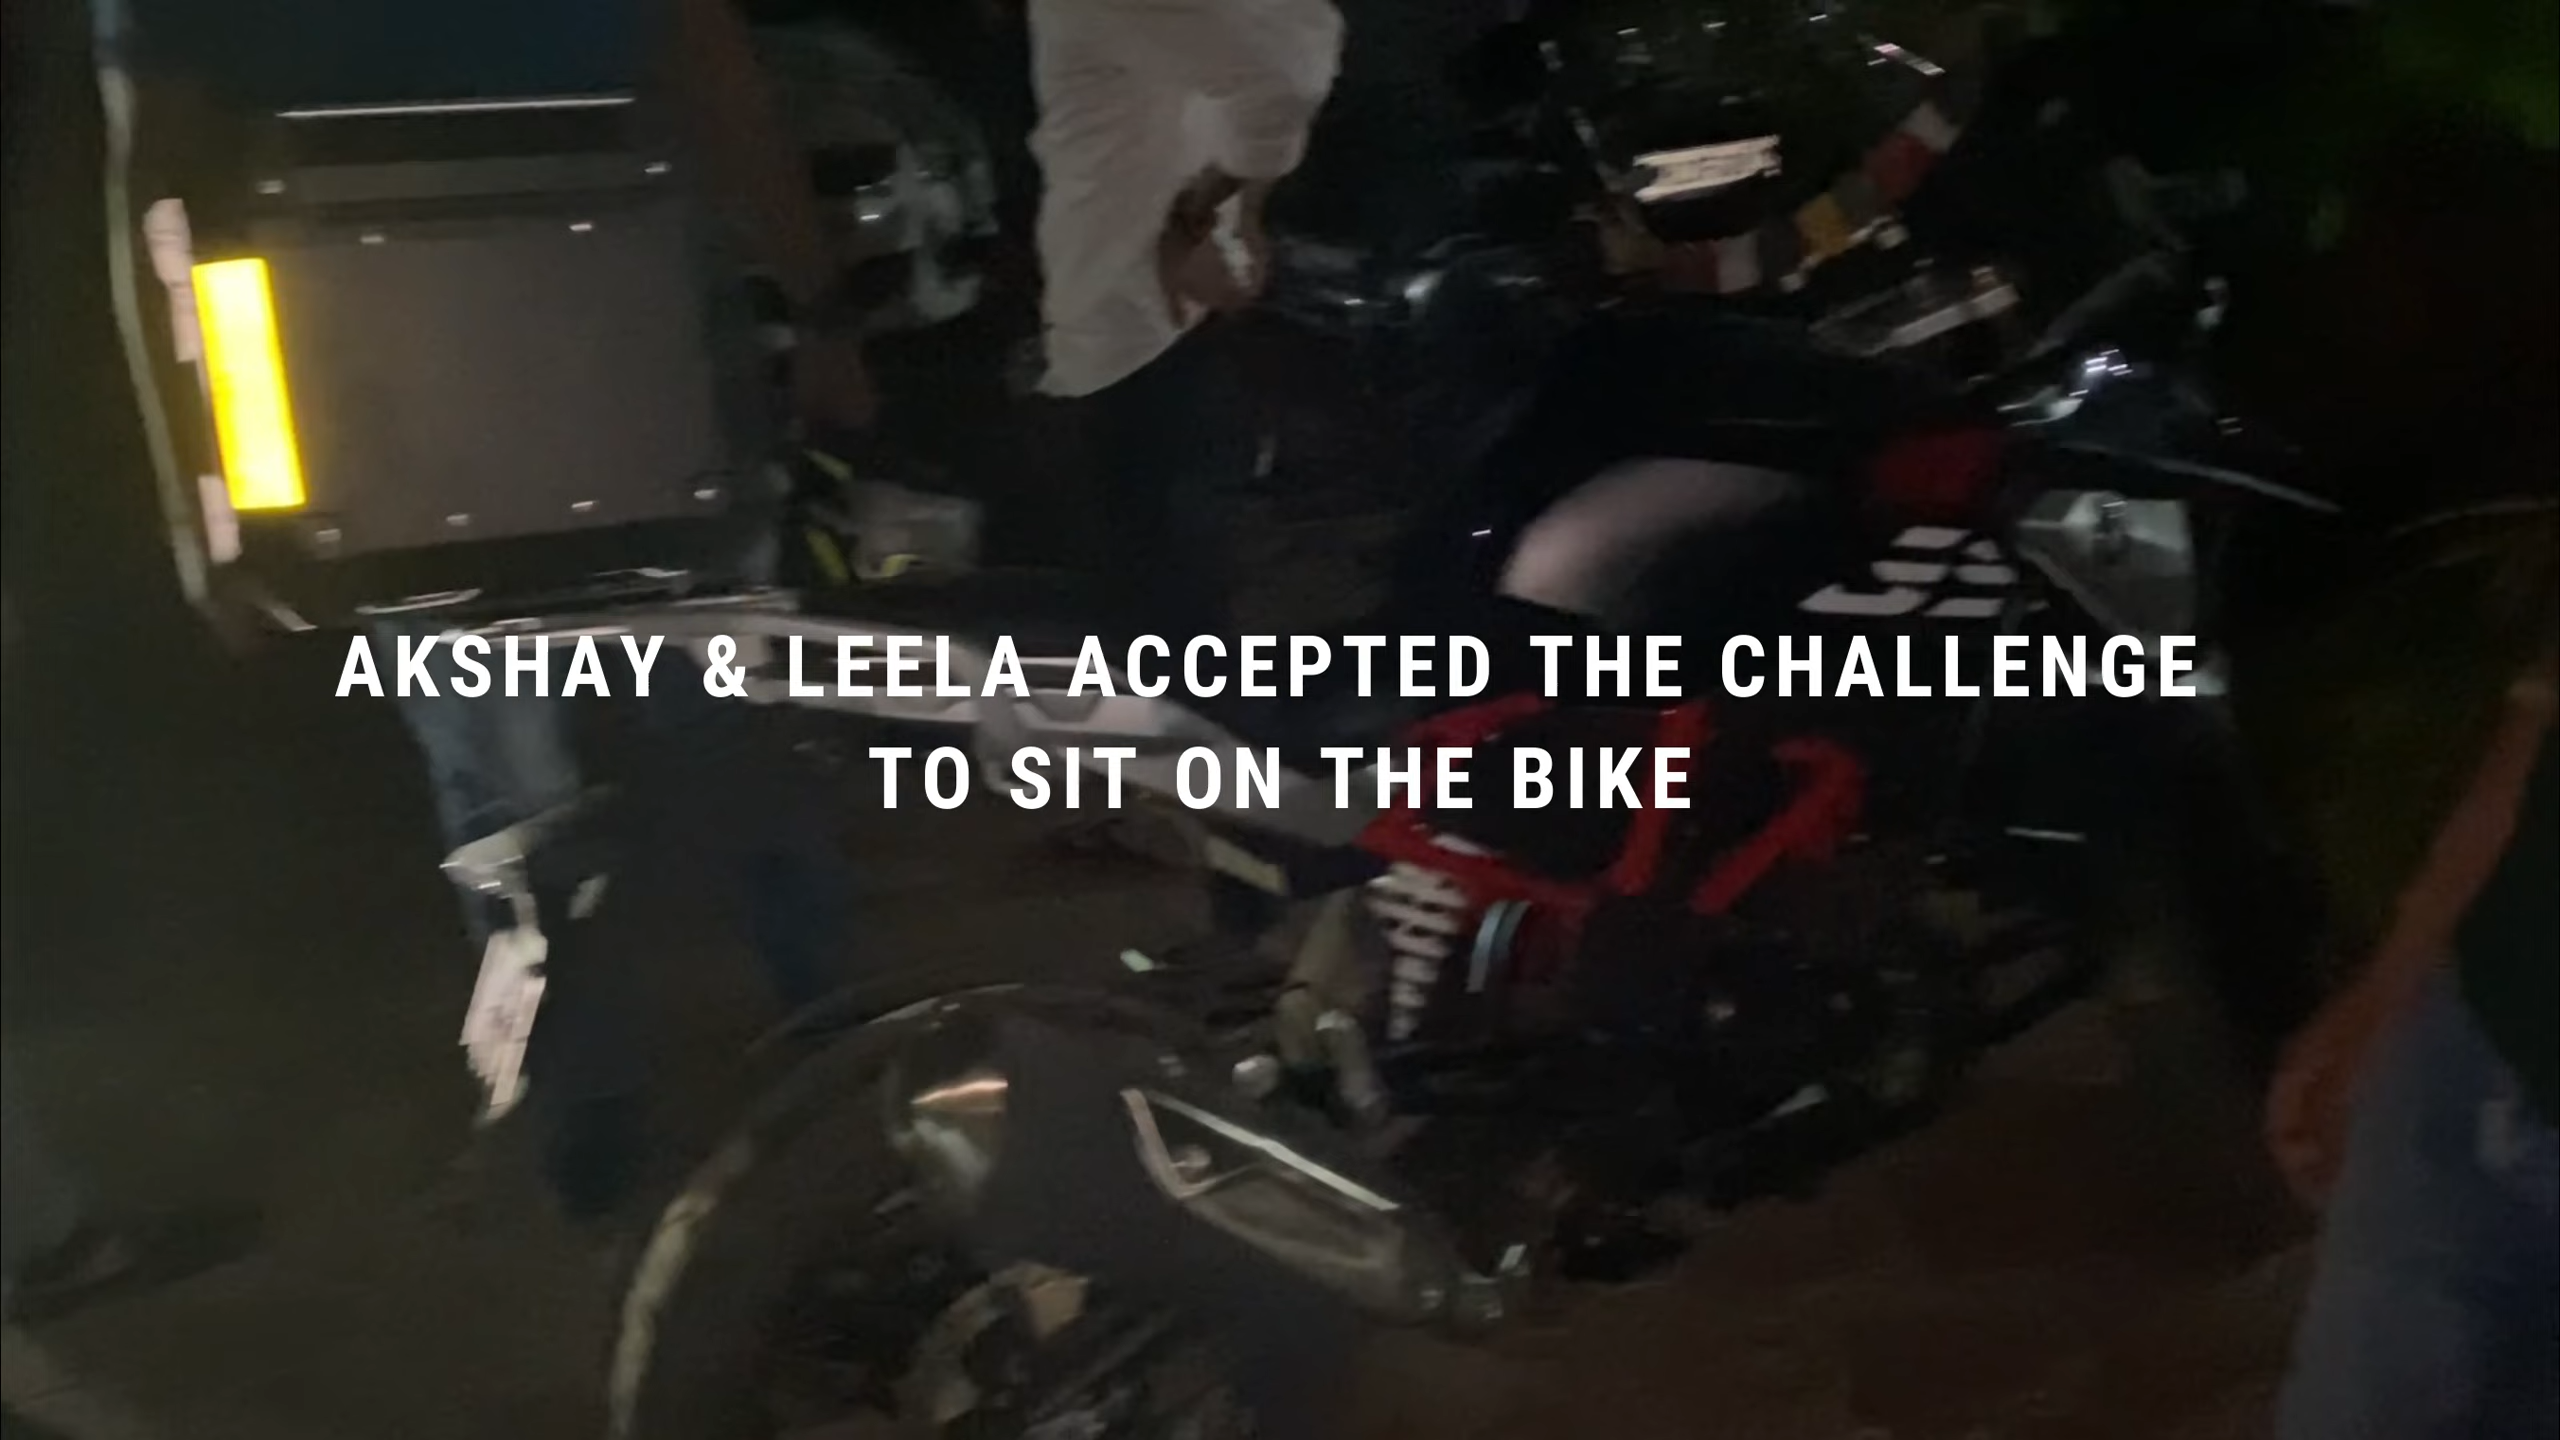 AKSHAY & LEELA ACCEPTED THE CHALLENGE
TO SIT ON THE BIKE